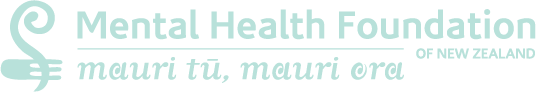 Mental Health Foundation
OF NEW ZEALAND
mauri tū, mauri ora